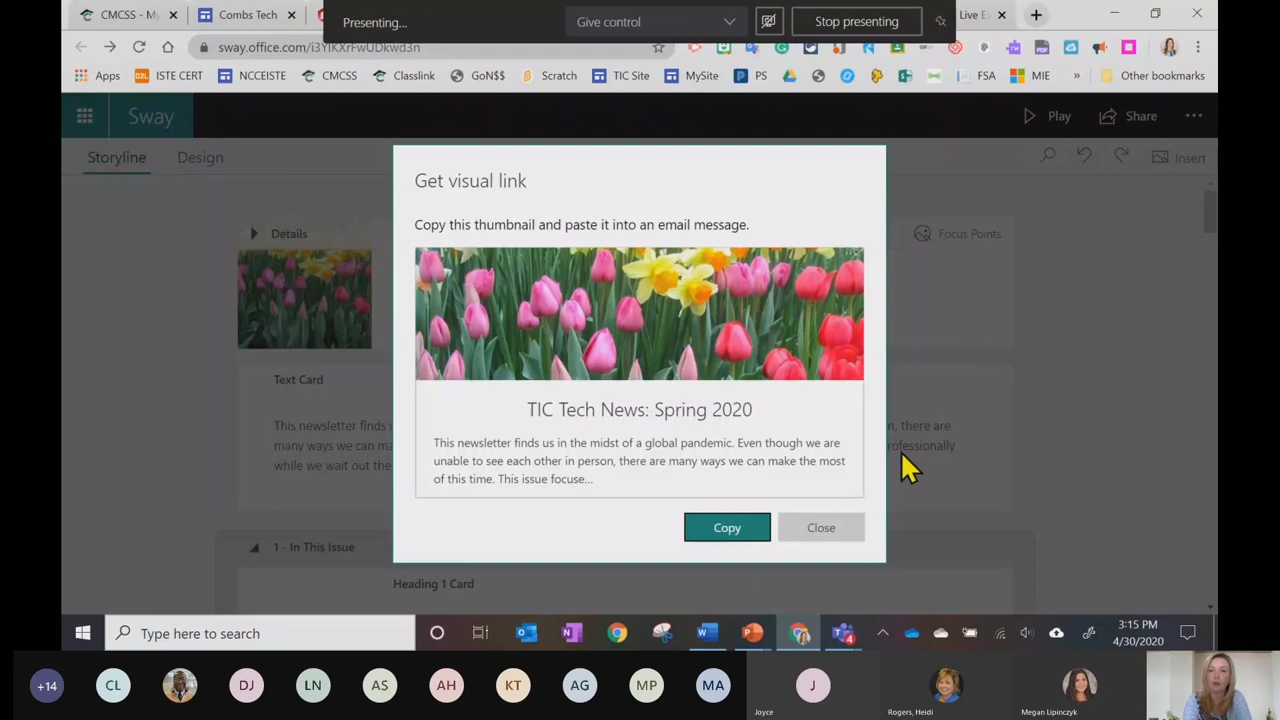 CMCSS - My
Combs Tech
Presenting...
Give control
Stop presenting
Live E
sway.office.com/i3YlKXrFwUDkwd3n
Apps
D2L
ISTE CERT
NCCEISTE
CMCSS
Classlink
GoN$$
Scratch
TIC Site
MySite
PS
FSA
MIE
»
Other bookmarks
Sway
Play
Share
Storyline
Design
Insert
Get visual link
Copy this thumbnail and paste it into an email message.
Details
Focus Points
TIC Tech News: Spring 2020
This newsletter finds us in the midst of a global pandemic. Even though we are
unable to see each other in person, there are many ways we can make the most
of this time. This issue focuse...
Copy
Close
Text Card
This newsletter finds u
many ways we can ma
while we wait out the
n, there are
rofessionally
1 - In This Issue
Heading 1 Card
Type here to search
4
3:15 PM
4/30/2020
+14
CL
DJ
LN
AS
AH
KT
AG
MP
MA
J
Joyce
Rogers, Heidi
Megan Lipinczyk